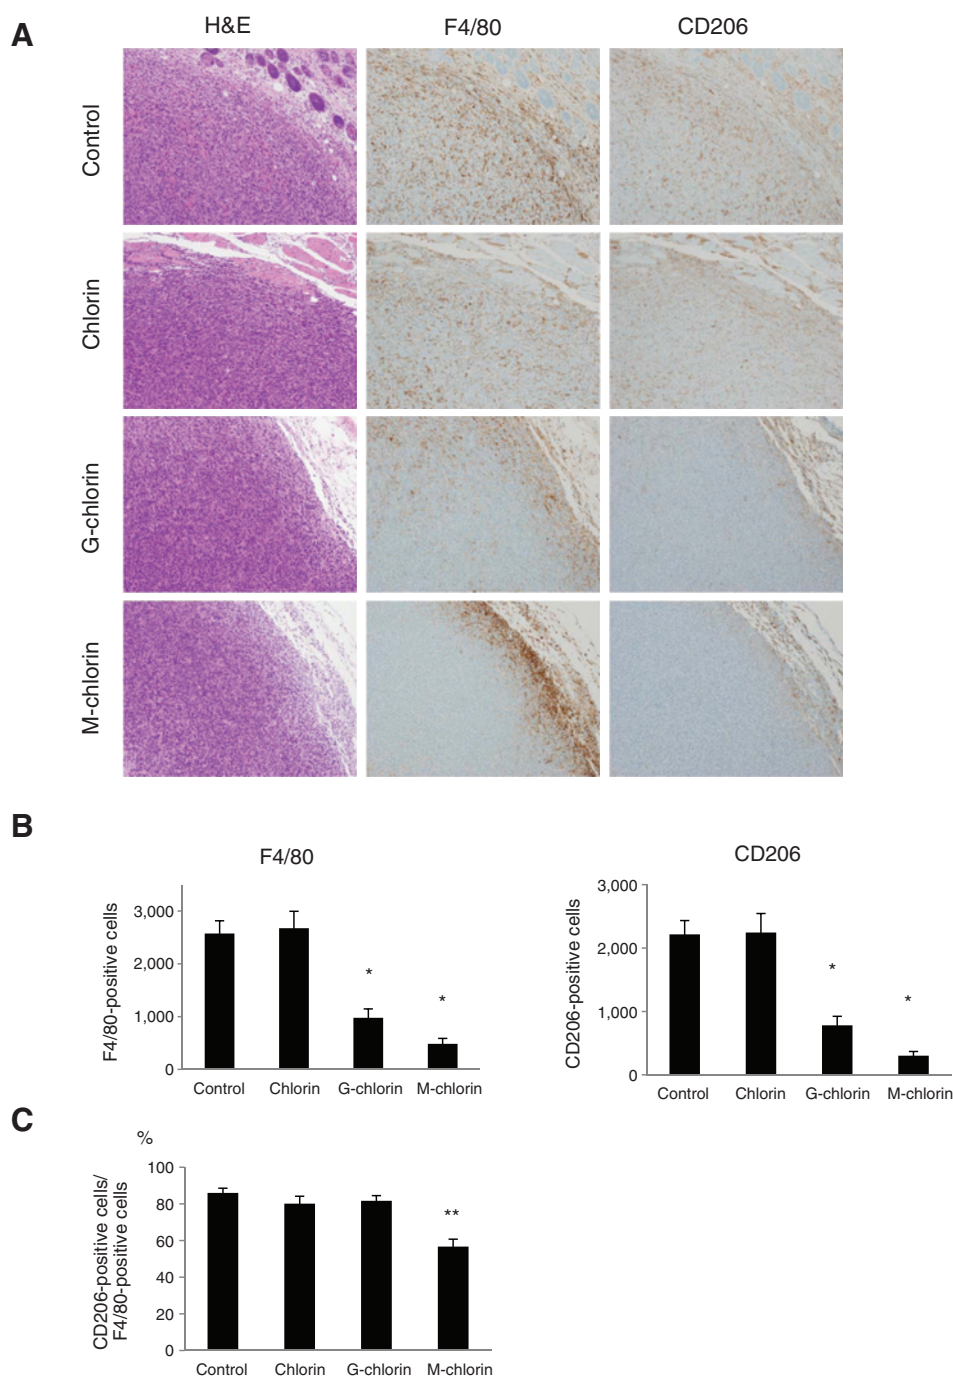 A
H&E
F4/80
CD206
Control
Chlorin
G-chlorin
M-chlorin
B
F4/80
F4/80-positive cells
3,000
2,000
1,000
0
*
*
Control
Chlorin
G-chlorin
M-chlorin
CD206
CD206-positive cells
3,000
2,000
1,000
0
*
*
Control
Chlorin
G-chlorin
M-chlorin
C
%
CD206-positive cells/
F4/80-positive cells
100
80
60
40
20
0
**
Control
Chlorin
G-chlorin
M-chlorin